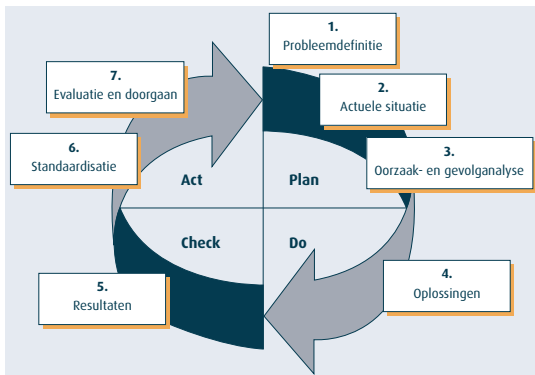 1.
Probleemdefinitie
2.
Actuele situatie
3.
Oorzaak- en gevolganalyse
4.
Oplossingen
5.
Resultaten
6.
Standaardisatie
7.
Evaluatie en doorgaan
Act
Plan
Check
Do